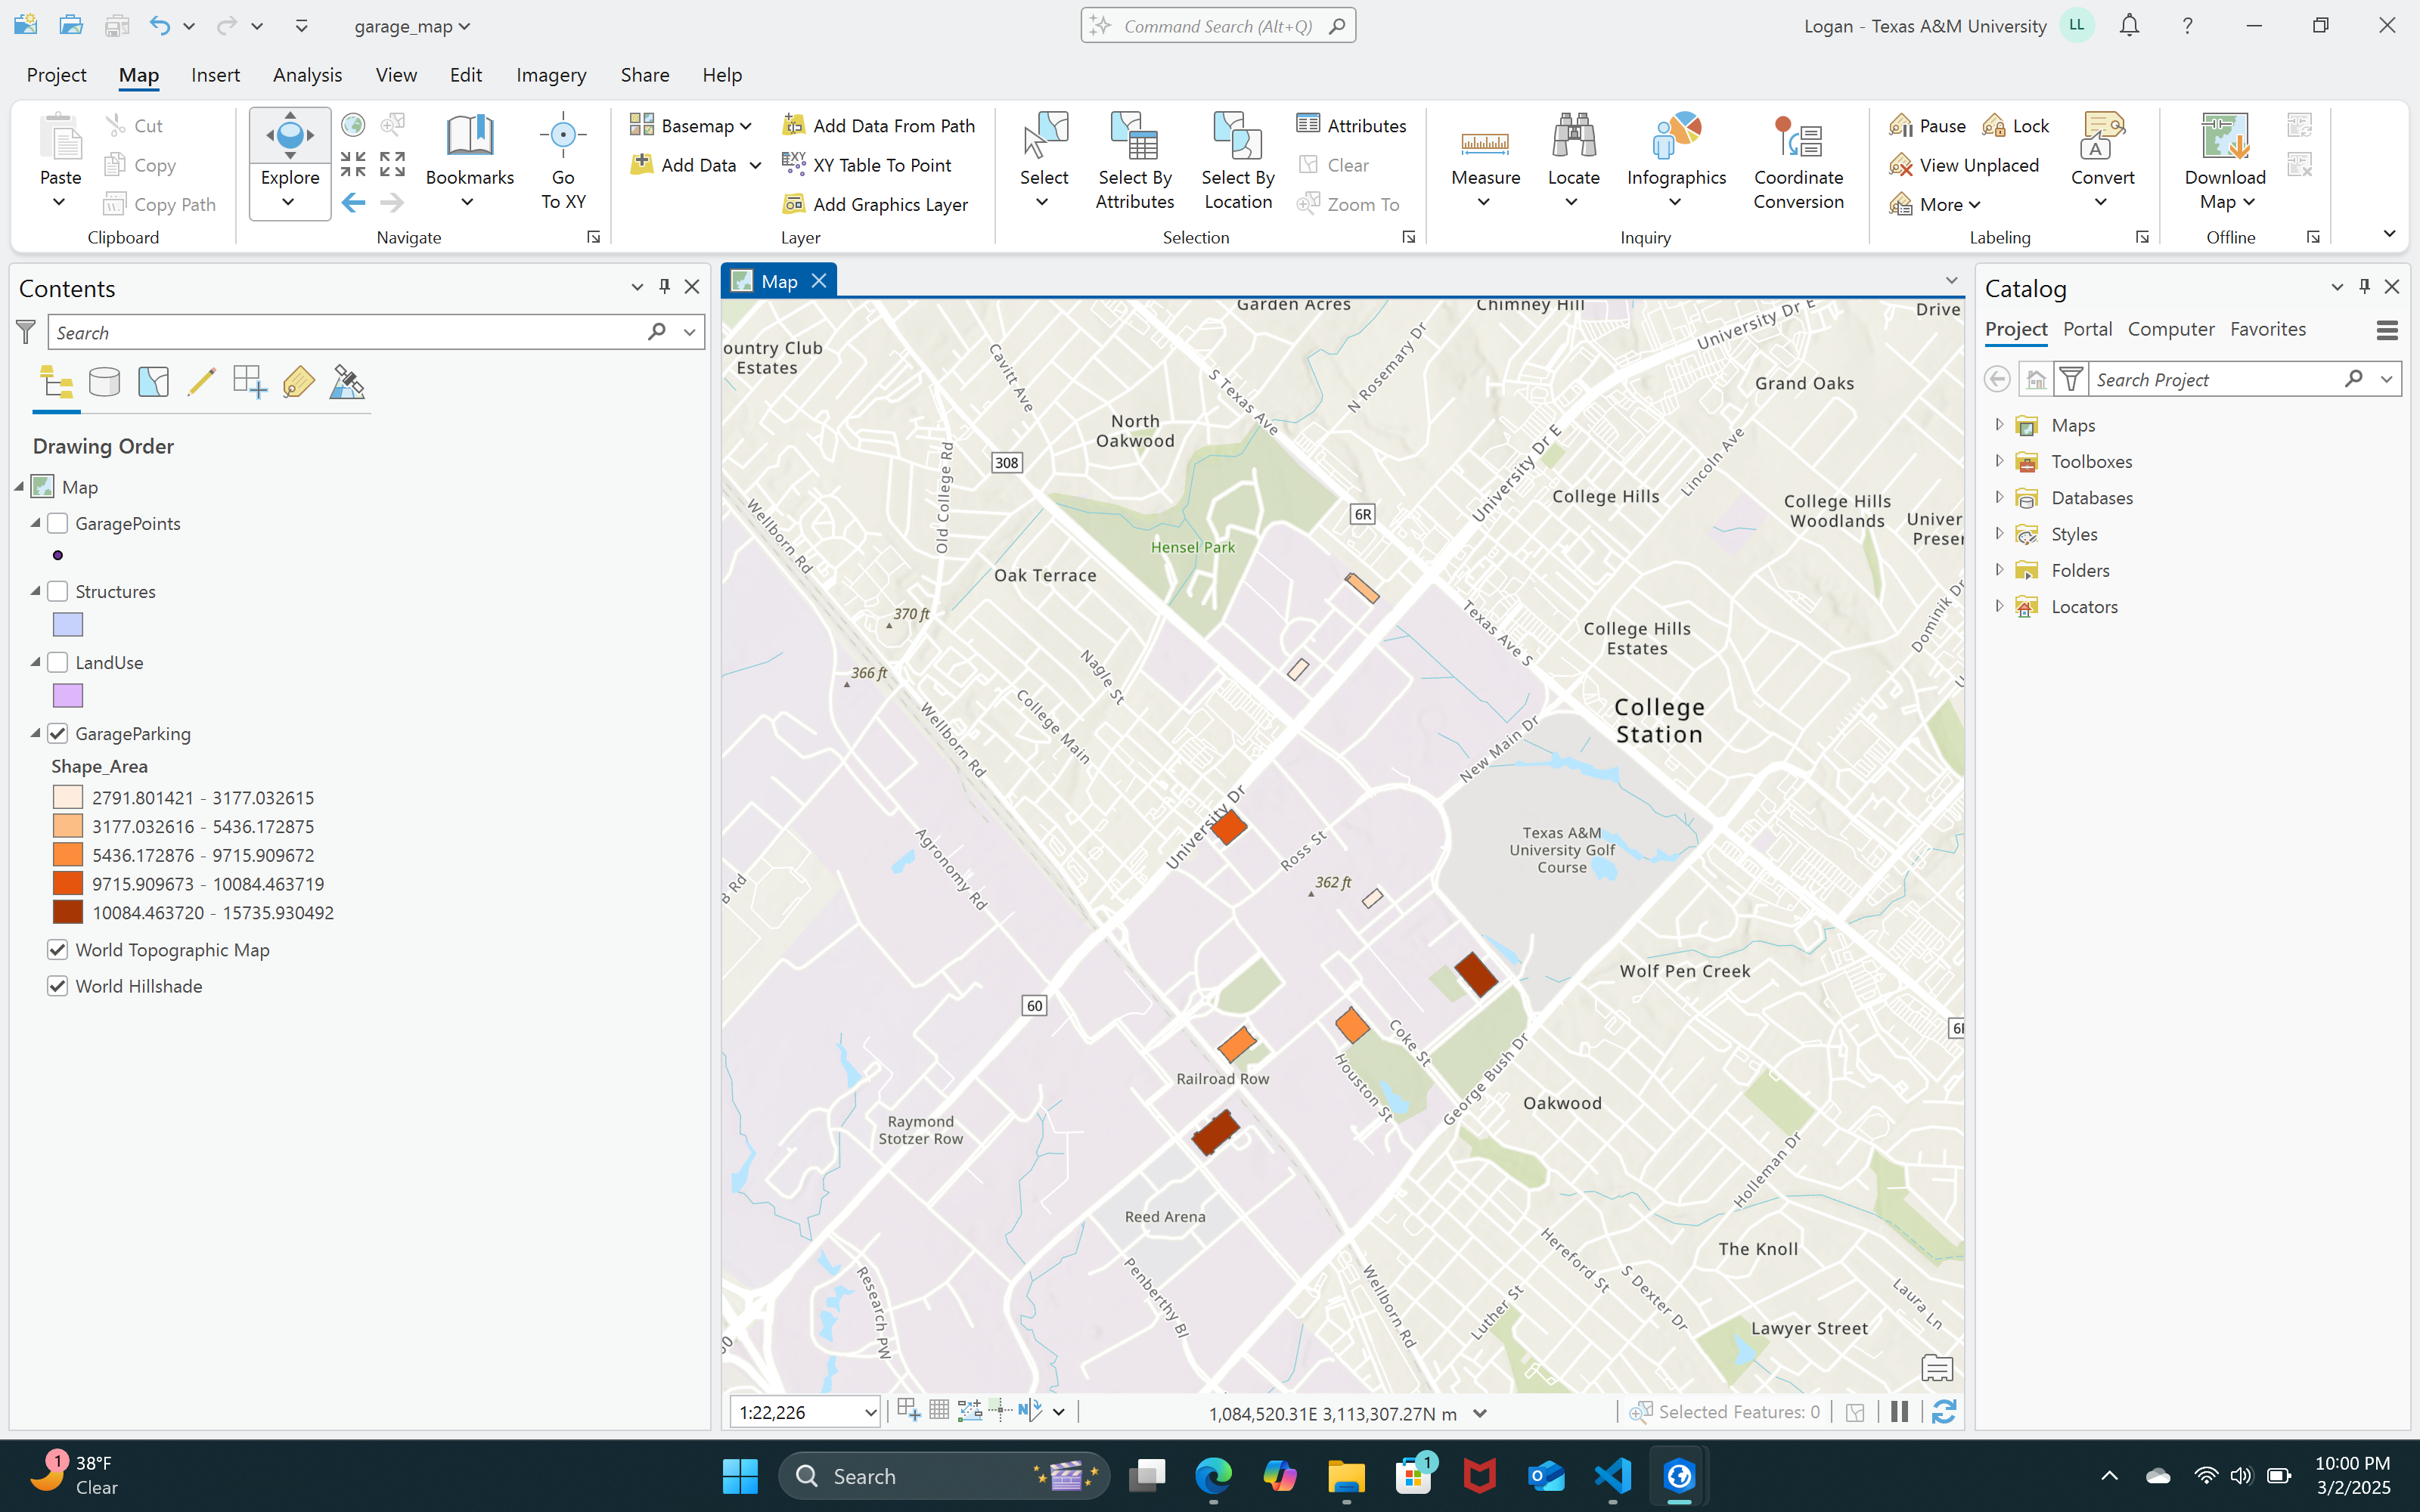 garage_map
Command Search (Alt+Q)
Logan - Texas A&M University
LL
?
Project
Map
Insert
Analysis
View
Edit
Imagery
Share
Help
Paste
Cut
Copy
Copy Path
Clipboard
Explore
Bookmarks
Go
To XY
Navigate
Basemap
Add Data
Add Data From Path
XY Table To Point
Add Graphics Layer
Layer
Select
Select By
Attributes
Select By
Location
Attributes
Clear
Zoom To
Selection
Measure
Locate
Infographics
Coordinate
Conversion
Inquiry
Pause
Lock
View Unplaced
More
Convert
Labeling
Download
Map
Offline
Contents
Search
Drawing Order
Map
GaragePoints
Structures
LandUse
GarageParking
Shape_Area
2791.801421 - 3177.032615
3177.032616 - 5436.172875
5436.172876 - 9715.909672
9715.909673 - 10084.463719
10084.463720 - 15735.930492
World Topographic Map
World Hillshade
Map
Garden Acres
Chimney Hill
University Dr E
Drive
ountry Club
Estates
Cavitt Ave
S Texas Ave
N Rosemary Dr
Grand Oaks
North
Oakwood
Old College Rd
308
University Dr E
Lincoln Ave
College Hills
College Hills
Woodlands
Univer
Preser
6R
Wellborn Rd
Hensel Park
Oak Terrace
370 ft
Texas Ave S
College Hills
Estates
Dominik Dr
366 ft
Nagle St
College Main
Wellborn Rd
New Main Dr
College
Station
University Dr
Ross St
Texas A&M
University Golf
Course
Agronomy Rd
B Rd
362 ft
Wolf Pen Creek
60
Coke St
Houston St
George Bush Dr
Railroad Row
Oakwood
Raymond
Stotzer Row
Holleman Dr
Reed Arena
Penberthy Bl
Research PW
Wellborn Rd
Hereford St
S Dexter Dr
The Knoll
Luther St
Laura Ln
Lawyer Street
1:22,226
1,084,520.31E 3,113,307.27N m
Selected Features: 0
Catalog
Project
Portal
Computer
Favorites
Search Project
Maps
Toolboxes
Databases
Styles
Folders
Locators
1
38°F
Clear
Search
1
10:00 PM
3/2/2025